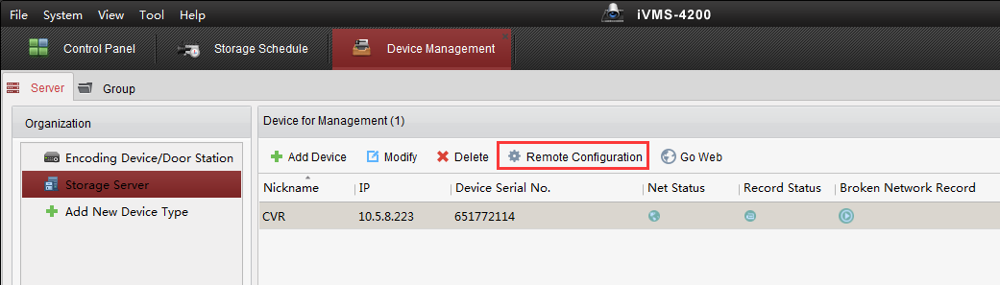 File System View Tool Help iVMS-4200
Control Panel Storage Schedule Device Management
Server Group
Organization
Encoding Device/Door Station
Storage Server
Add New Device Type
Device for Management (1)
Add Device Modify Delete Remote Configuration Go Web
Nickname IP Device Serial No. Net Status Record Status Broken Network Record
CVR 10.5.8.223 651772114